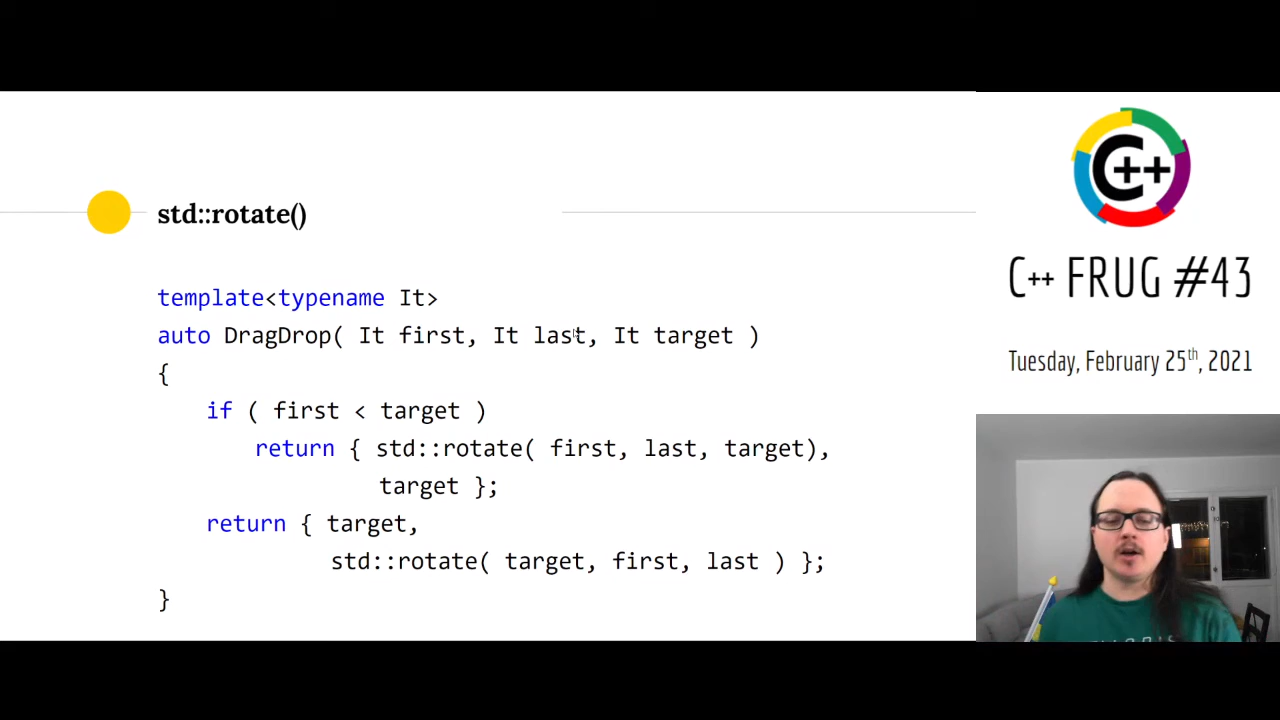 std::rotate()
template<typename It>
auto DragDrop( It first, It last, It target )
{
if ( first < target )
return { std::rotate( first, last, target),
target };
return { target,
std::rotate( target, first, last ) };
}
C++
C++ FRUG #43
Tuesday, February 25th, 2021